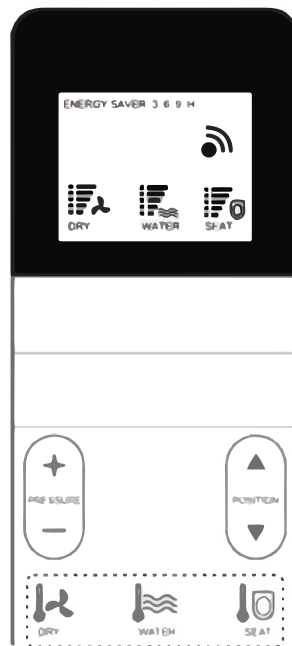 ENERGY SAVER 3 6 9 H
DRY WATER SEAT
PRESSURE POSITION
DRY WATER SEAT